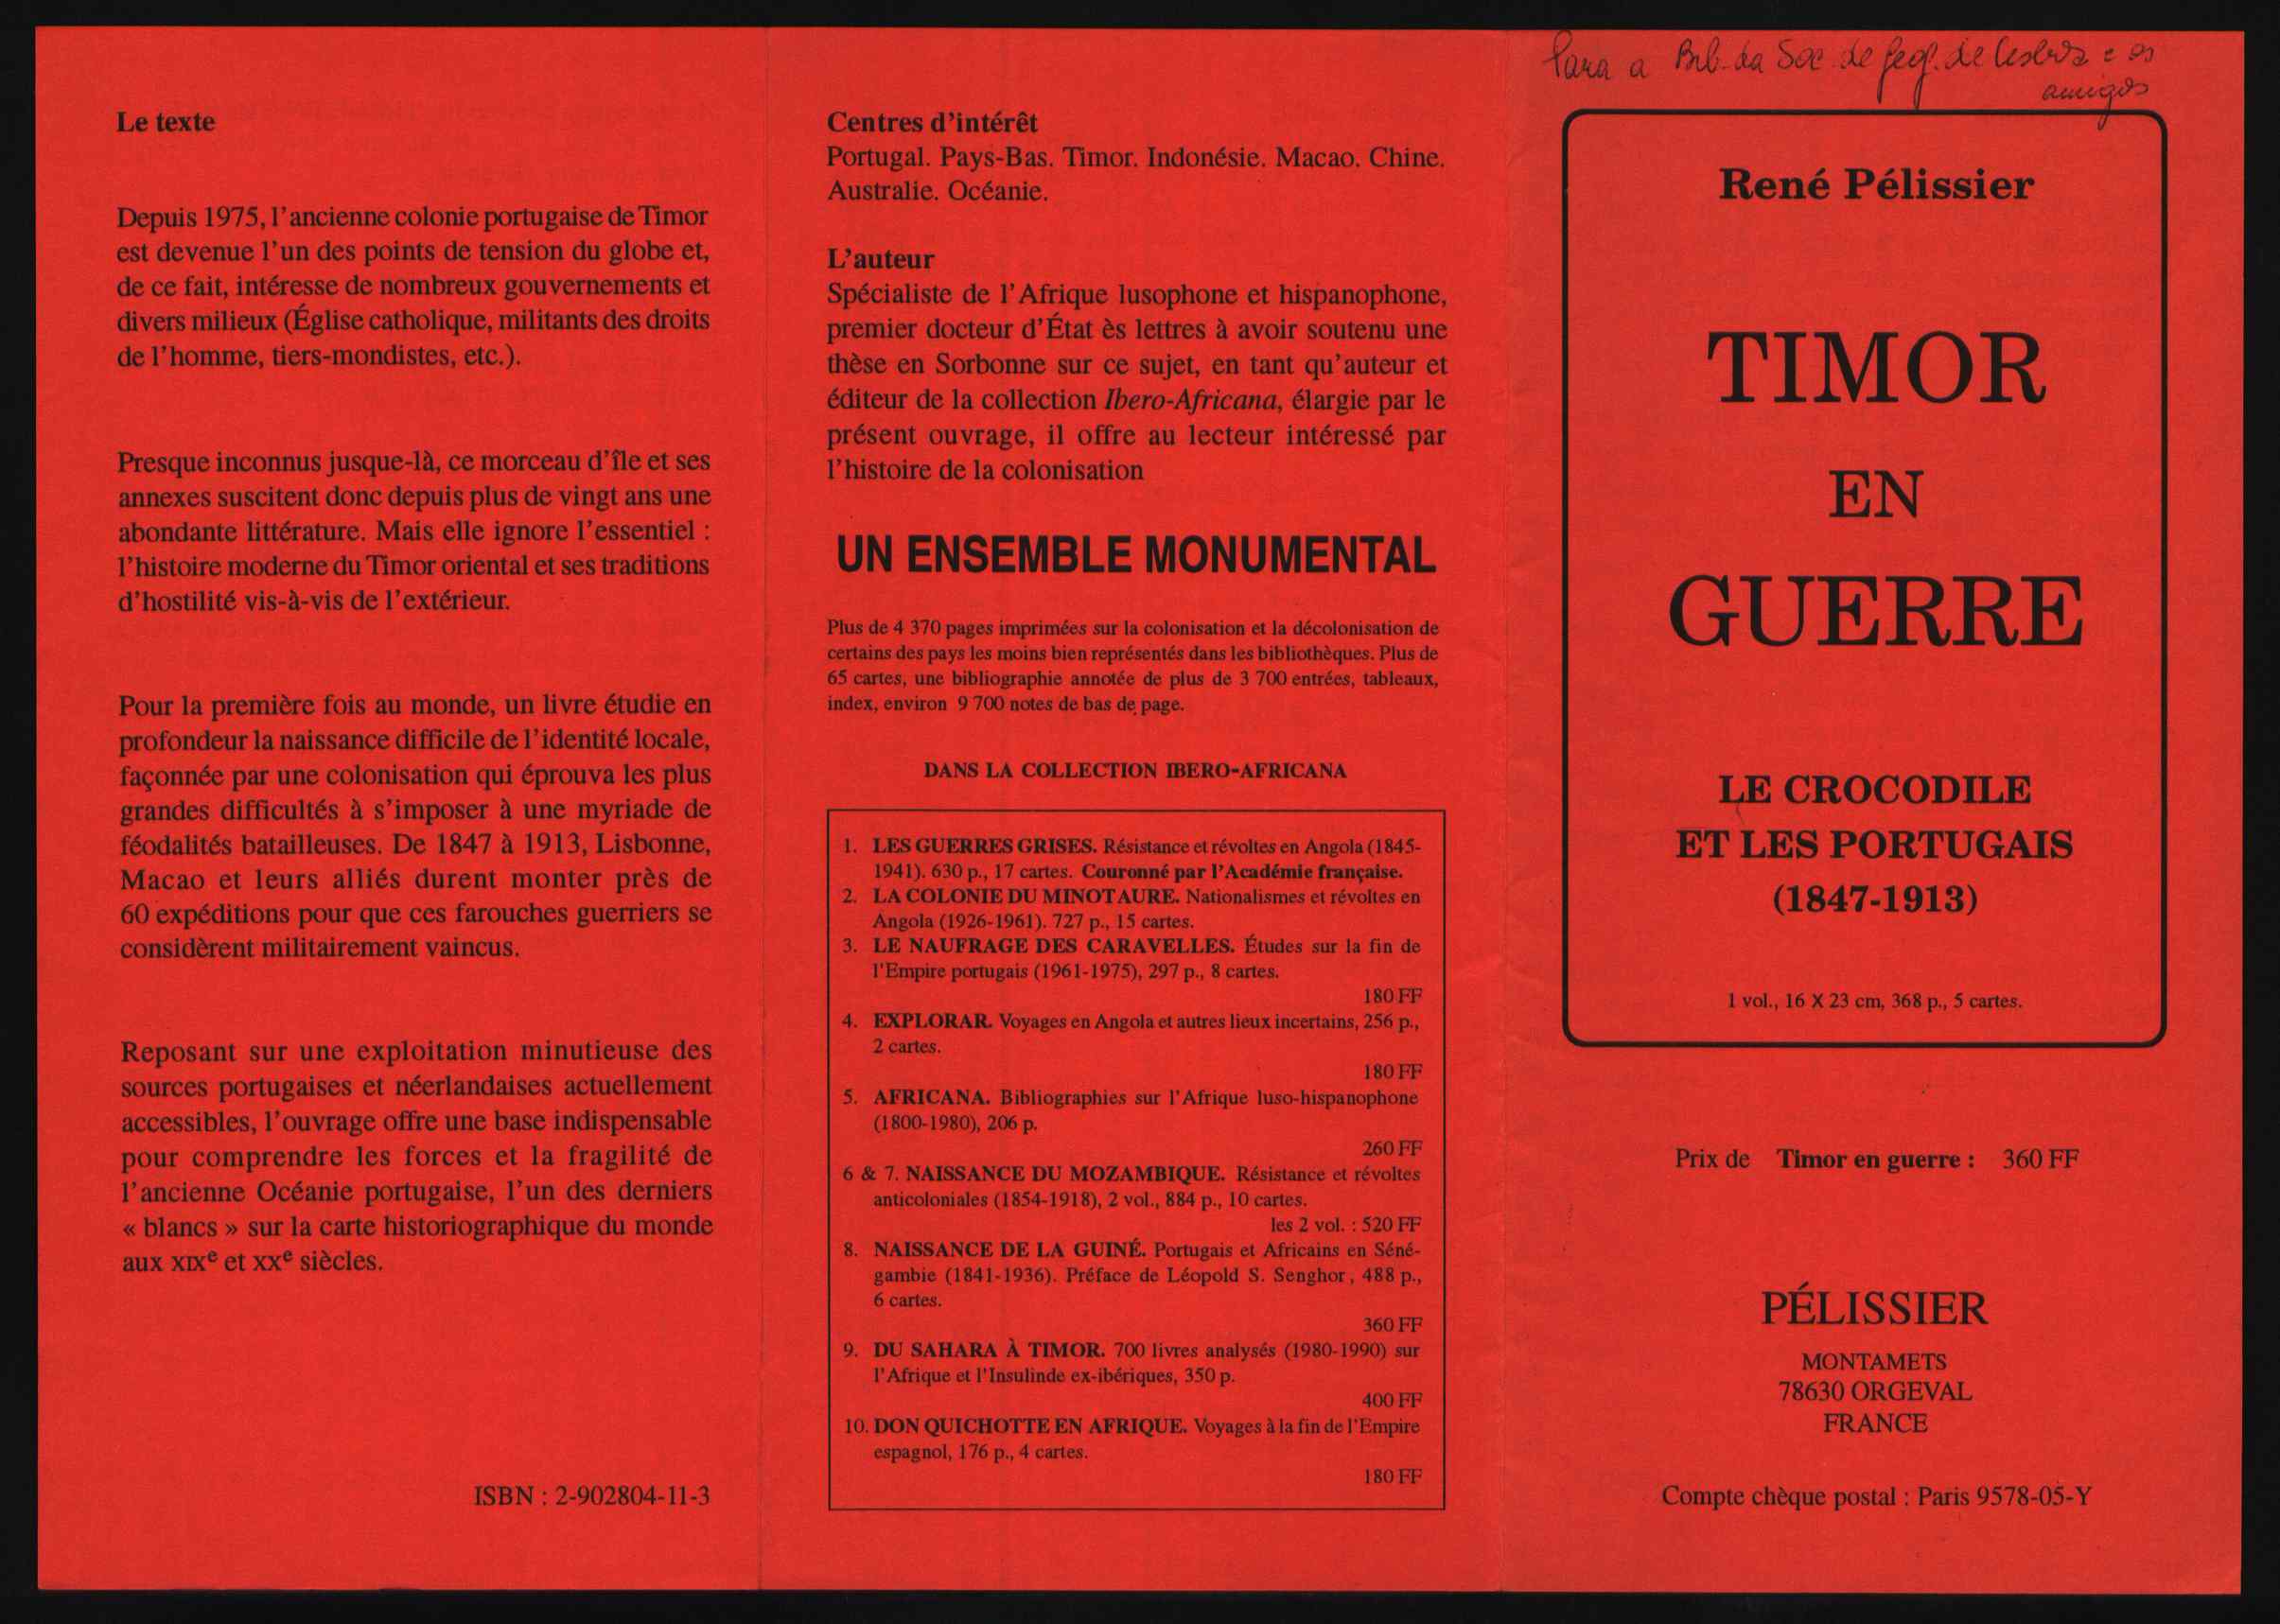 Le texte
Depuis 1975, l'ancienne colonie portugaise de Timor
est devenue l'un des points de tension du globe et,
de ce fait, intéresse de nombreux gouvernements et
divers milieux (Église catholique, militants des droits
de l'homme, tiers-mondistes, etc.).
Presque inconnus jusque-là, ce morceau d'île et ses
annexes suscitent donc depuis plus de vingt ans une
abondante littérature. Mais elle ignore l'essentiel :
l'histoire moderne du Timor oriental et ses traditions
d'hostilité vis-à-vis de l'extérieur.
Pour la première fois au monde, un livre étudie en
profondeur la naissance difficile de l'identité locale,
façonnée par une colonisation qui éprouva les plus
grandes difficultés à s'imposer à une myriade de
féodalités batailleuses. De 1847 à 1913, Lisbonne,
Macao et leurs alliés durent monter près de
60 expéditions pour que ces farouches guerriers se
considèrent militairement vaincus.
Reposant sur une exploitation minutieuse des
sources portugaises et néerlandaises actuellement
accessibles, l'ouvrage offre une base indispensable
pour comprendre les forces et la fragilité de
l'ancienne Océanie portugaise, l'un des derniers
« blancs » sur la carte historiographique du monde
aux XIXe et XXe siècles.
ISBN : 2-902804-11-3
Centres d'intérêt
Portugal. Pays-Bas. Timor. Indonésie. Macao. Chine.
Australie. Océanie.
L'auteur
Spécialiste de l'Afrique lusophone et hispanophone,
premier docteur d'État ès lettres à avoir soutenu une
thèse en Sorbonne sur ce sujet, en tant qu'auteur et
éditeur de la collection Ibero-Africana, élargie par le
présent ouvrage, il offre au lecteur intéressé par
l'histoire de la colonisation
UN ENSEMBLE MONUMENTAL
Plus de 4 370 pages imprimées sur la colonisation et la décolonisation de
certains des pays les moins bien représentés dans les bibliothèques. Plus de
65 cartes, une bibliographie annotée de plus de 3 700 entrées, tableaux,
index, environ 9 700 notes de bas de page.
DANS LA COLLECTION IBERO-AFRICANA
1. LES GUERRES GRISES. Résistance et révoltes en Angola (1845-
1941). 630 p., 17 cartes. Couronné par l'Académie française.
2. LA COLONIE DU MINOTAURE. Nationalismes et révoltes en
Angola (1926-1961). 727 p., 15 cartes.
3. LE NAUFRAGE DES CARAVELLES. Études sur la fin de
l'Empire portugais (1961-1975), 297 p., 8 cartes.
180 FF
4. EXPLORAR. Voyages en Angola et autres lieux incertains, 256 p.,
2 cartes.
180 FF
5. AFRICANA. Bibliographies sur l'Afrique luso-hispanophone
(1800-1980), 206 p.
260 FF
6 & 7. NAISSANCE DU MOZAMBIQUE. Résistance et révoltes
anticoloniales (1854-1918), 2 vol., 884 p., 10 cartes.
les 2 vol. : 520 FF
8. NAISSANCE DE LA GUINÉ. Portugais et Africains en Séné-
gambie (1841-1936). Préface de Léopold S. Senghor, 488 p.,
6 cartes.
360 FF
9. DU SAHARA À TIMOR. 700 livres analysés (1980-1990) sur
l'Afrique et l'Insulinde ex-ibériques, 350 p.
400 FF
10. DON QUICHOTTE EN AFRIQUE. Voyages à la fin de l'Empire
espagnol, 176 p., 4 cartes.
180 FF
Para a Bib. da Soc. de Geog. de Lisboa e os
amigos
René Pélissier
TIMOR
EN
GUERRE
LE CROCODILE
ET LES PORTUGAIS
(1847-1913)
1 vol., 16 X 23 cm, 368 p., 5 cartes.
Prix de Timor en guerre : 360 FF
PÉLISSIER
MONTAMETS
78630 ORGEVAL
FRANCE
Compte chèque postal : Paris 9578-05-Y